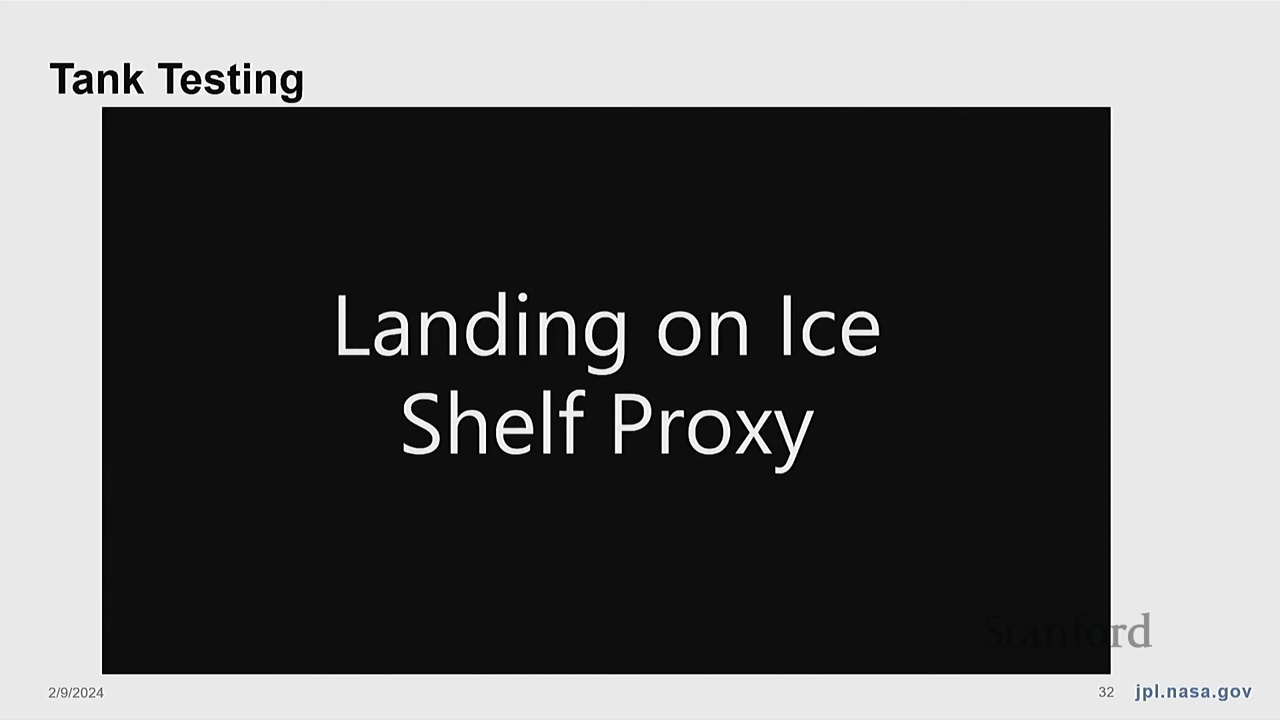 Tank Testing
Landing on Ice
Shelf Proxy
Stanford
2/9/2024
32
jpl.nasa.gov